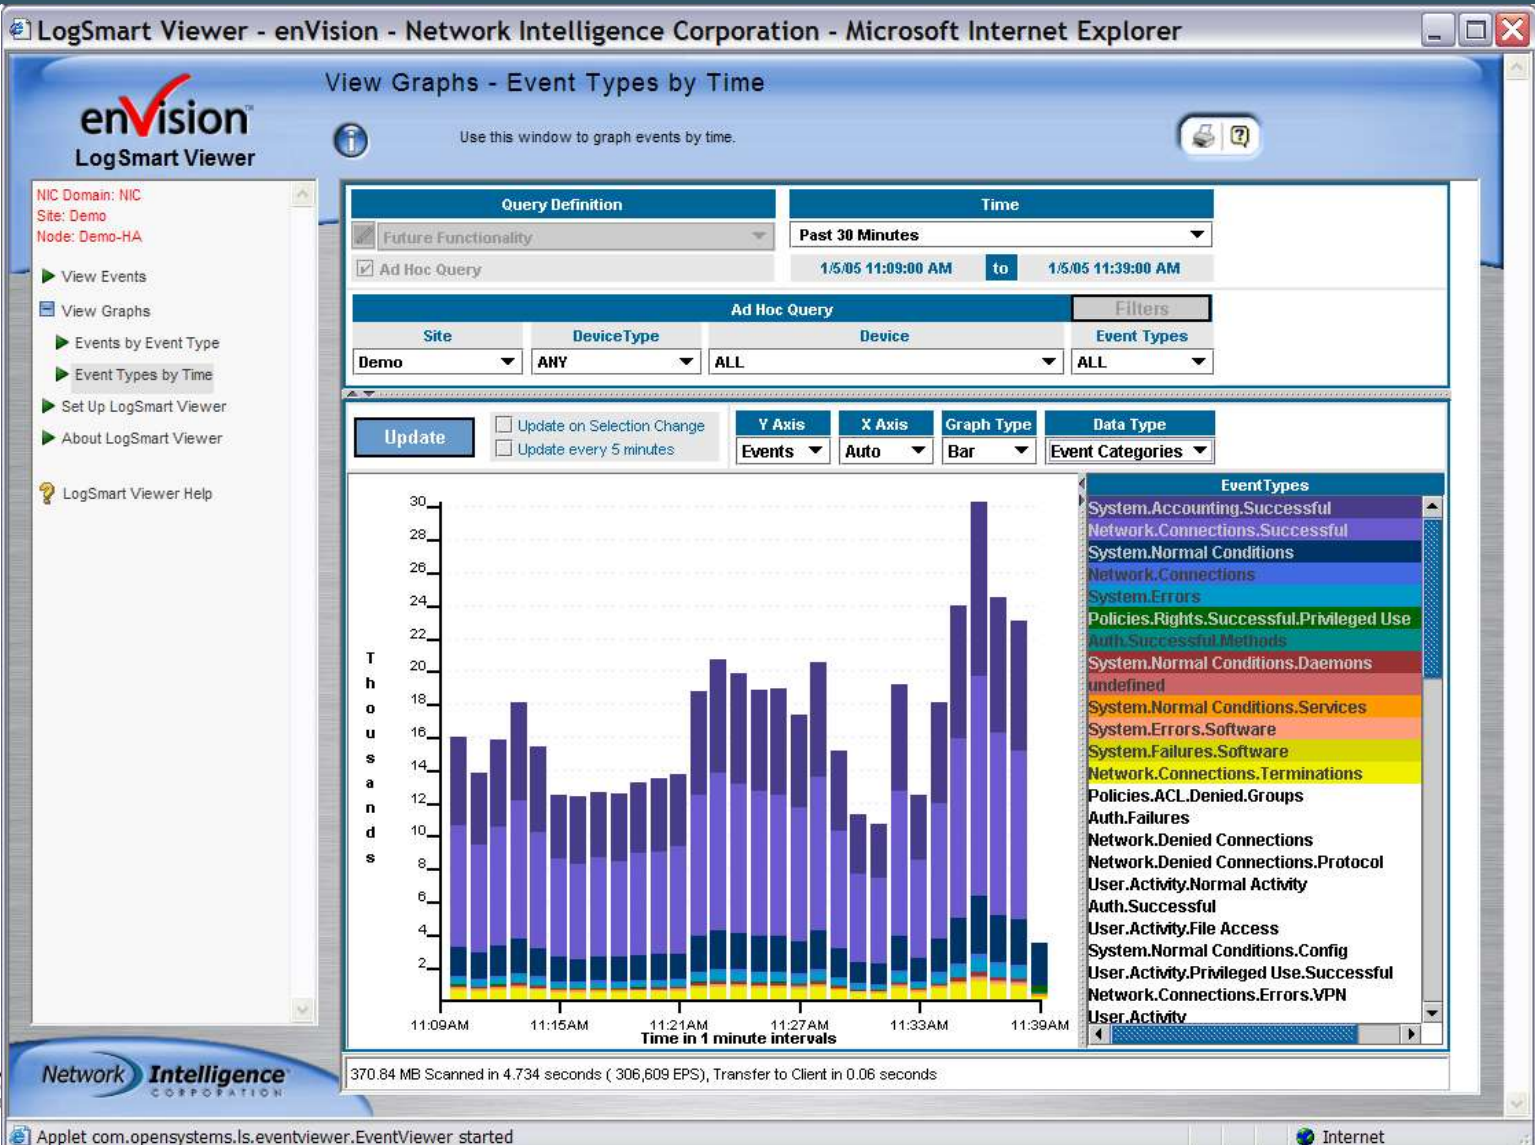 LogSmart Viewer - enVision - Network Intelligence Corporation - Microsoft Internet Explorer
enVision™
LogSmart Viewer
View Graphs - Event Types by Time
Use this window to graph events by time.
NIC Domain: NIC
Site: Demo
Node: Demo-HA
View Events
View Graphs
Events by Event Type
Event Types by Time
Set Up LogSmart Viewer
About LogSmart Viewer
LogSmart Viewer Help
Query Definition
Time
Future Functionality
Past 30 Minutes
Ad Hoc Query
1/5/05 11:09:00 AM to 1/5/05 11:39:00 AM
Ad Hoc Query
Filters
Site DeviceType Device Event Types
Demo ANY ALL ALL
Update
Update on Selection Change
Update every 5 minutes
Y Axis X Axis Graph Type Data Type
Events Auto Bar Event Categories
Thousands
30
28
26
24
22
20
18
16
14
12
10
8
6
4
2
11:09AM 11:15AM 11:21AM 11:27AM 11:33AM 11:39AM
Time in 1 minute intervals
EventTypes
System.Accounting.Successful
Network.Connections.Successful
System.Normal Conditions
Network.Connections
System.Errors
Policies.Rights.Successful.Privileged Use
Auth.Successful.Methods
System.Normal Conditions.Daemons
undefined
System.Normal Conditions.Services
System.Errors.Software
System.Failures.Software
Network.Connections.Terminations
Policies.ACL.Denied.Groups
Auth.Failures
Network.Denied Connections
Network.Denied Connections.Protocol
User.Activity.Normal Activity
Auth.Successful
User.Activity.File Access
System.Normal Conditions.Config
User.Activity.Privileged Use.Successful
Network.Connections.Errors.VPN
User.Activity
370.84 MB Scanned in 4.734 seconds ( 306,609 EPS), Transfer to Client in 0.06 seconds
Network Intelligence
CORPORATION
Applet com.opensystems.ls.eventviewer.EventViewer started
Internet